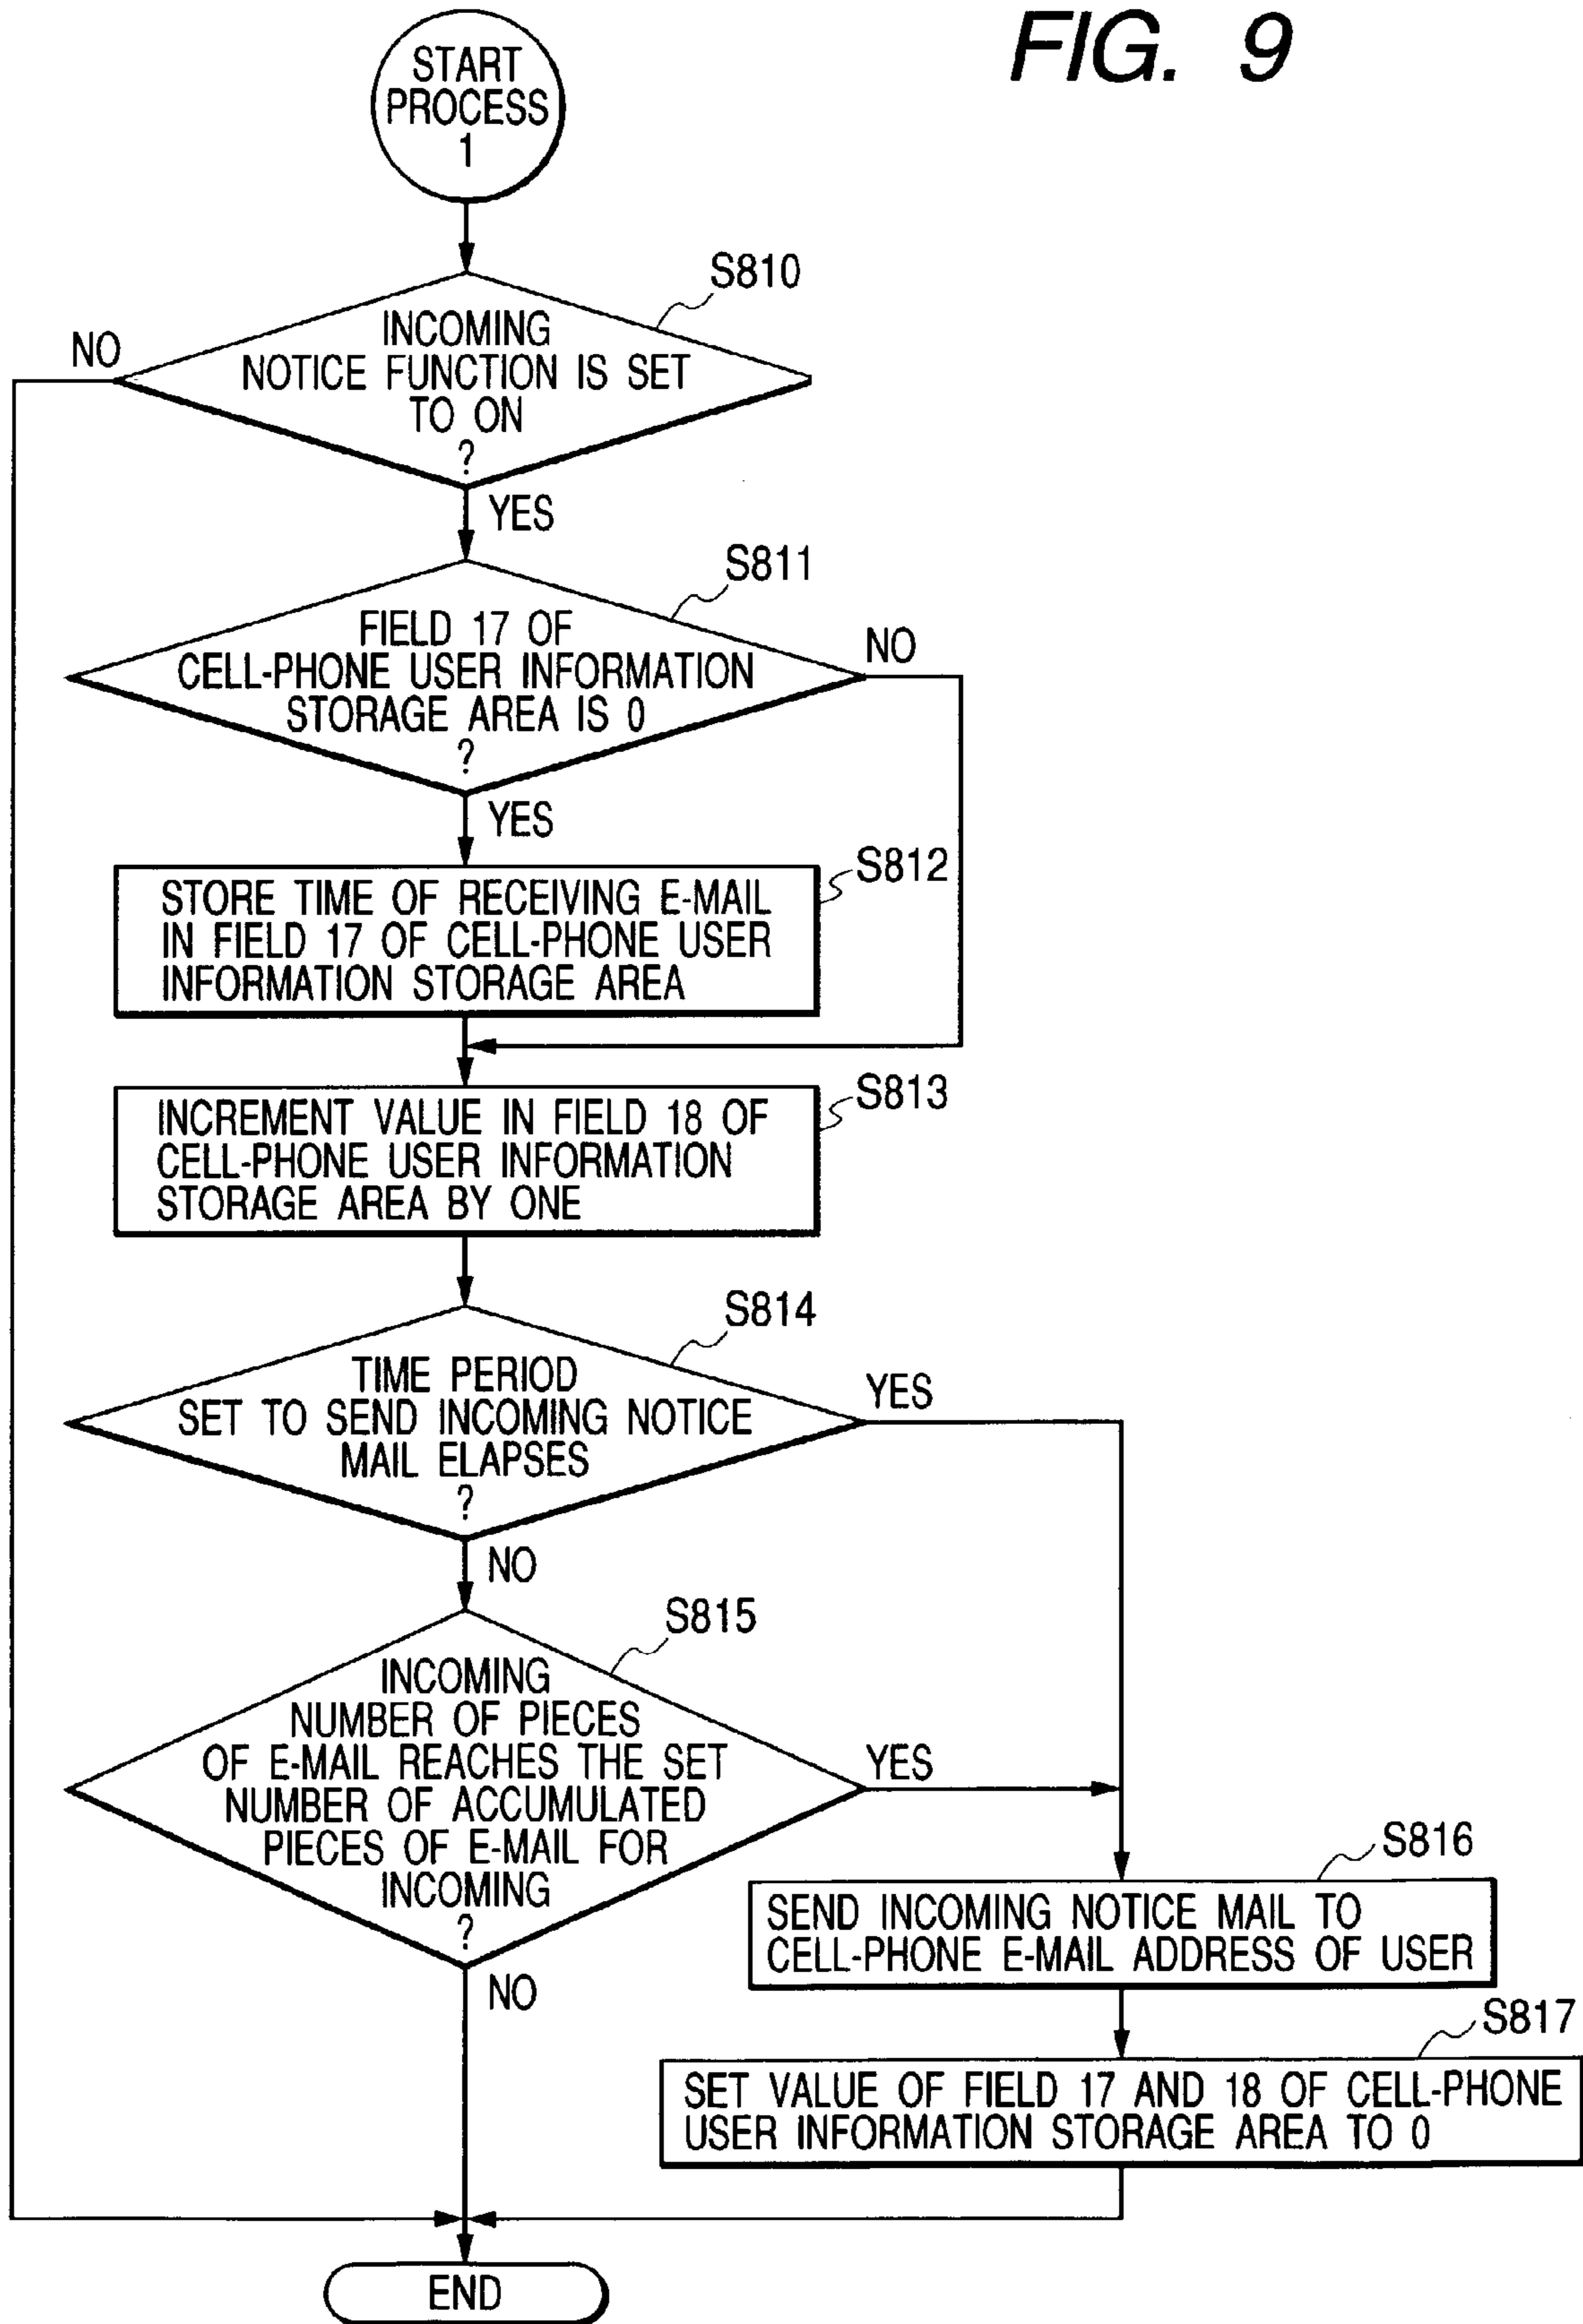 FIG. 9
START
PROCESS
1
S810
INCOMING
NOTICE FUNCTION IS SET
TO ON
?
NO
YES
S811
FIELD 17 OF
CELL-PHONE USER INFORMATION
STORAGE AREA IS 0
?
NO
YES
S812
STORE TIME OF RECEIVING E-MAIL
IN FIELD 17 OF CELL-PHONE USER
INFORMATION STORAGE AREA
S813
INCREMENT VALUE IN FIELD 18 OF
CELL-PHONE USER INFORMATION
STORAGE AREA BY ONE
S814
TIME PERIOD
SET TO SEND INCOMING NOTICE
MAIL ELAPSES
?
YES
NO
S815
INCOMING
NUMBER OF PIECES
OF E-MAIL REACHES THE SET
NUMBER OF ACCUMULATED
PIECES OF E-MAIL FOR
INCOMING
?
YES
NO
S816
SEND INCOMING NOTICE MAIL TO
CELL-PHONE E-MAIL ADDRESS OF USER
S817
SET VALUE OF FIELD 17 AND 18 OF CELL-PHONE
USER INFORMATION STORAGE AREA TO 0
END